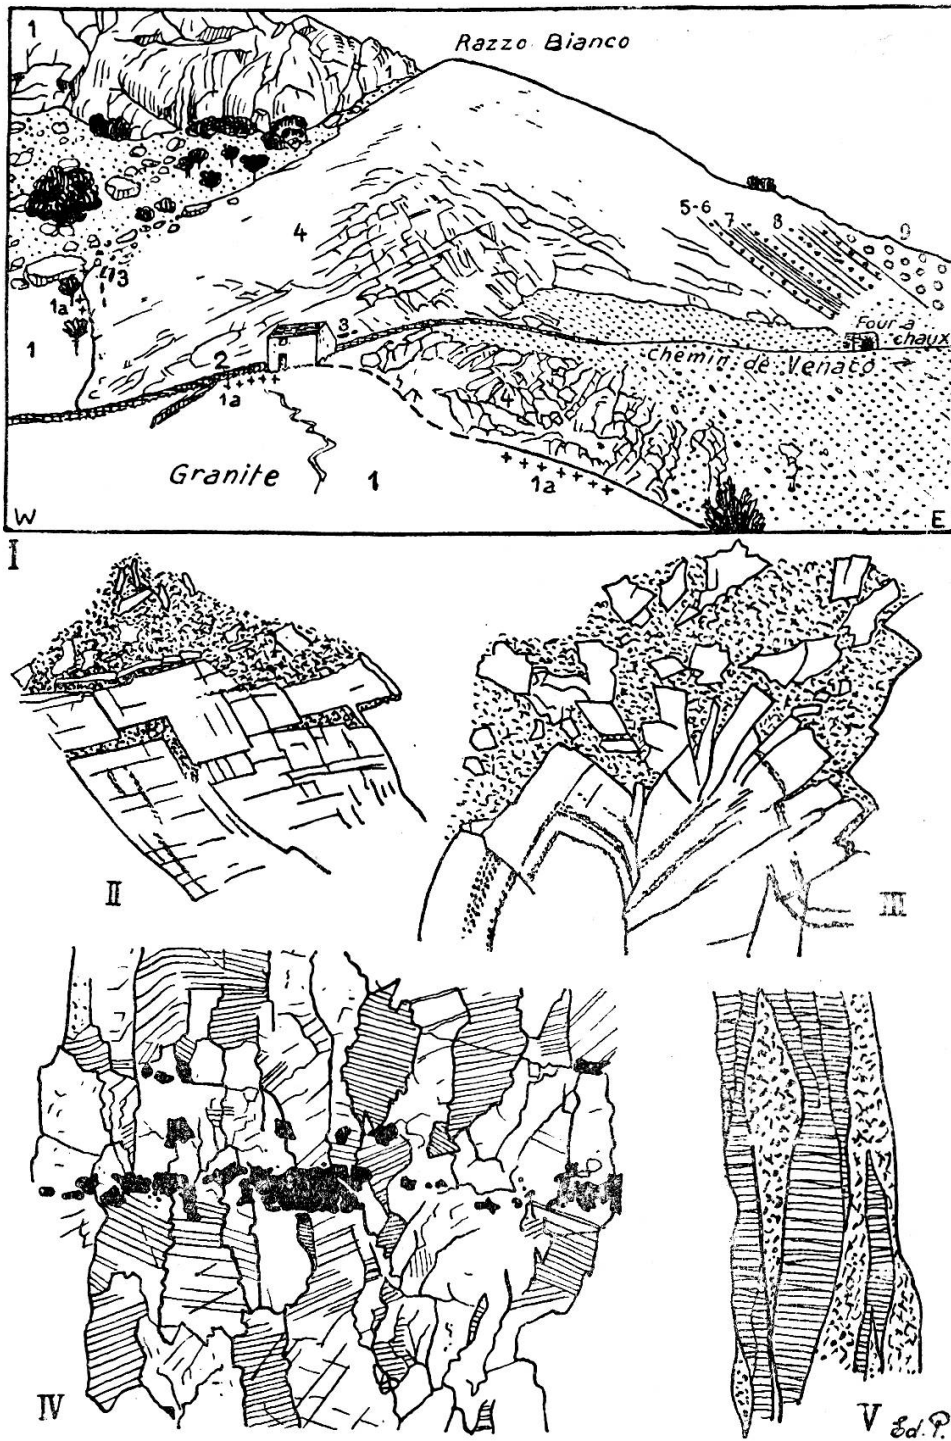 1
Razzo Bianco
5-6 7 8 9
4
3
1a
1
Four à
chaux
3
chemin de Venaco
2
1a
4
Granite 1
1a
W E
I
II
III
IV
V
Ed. P.